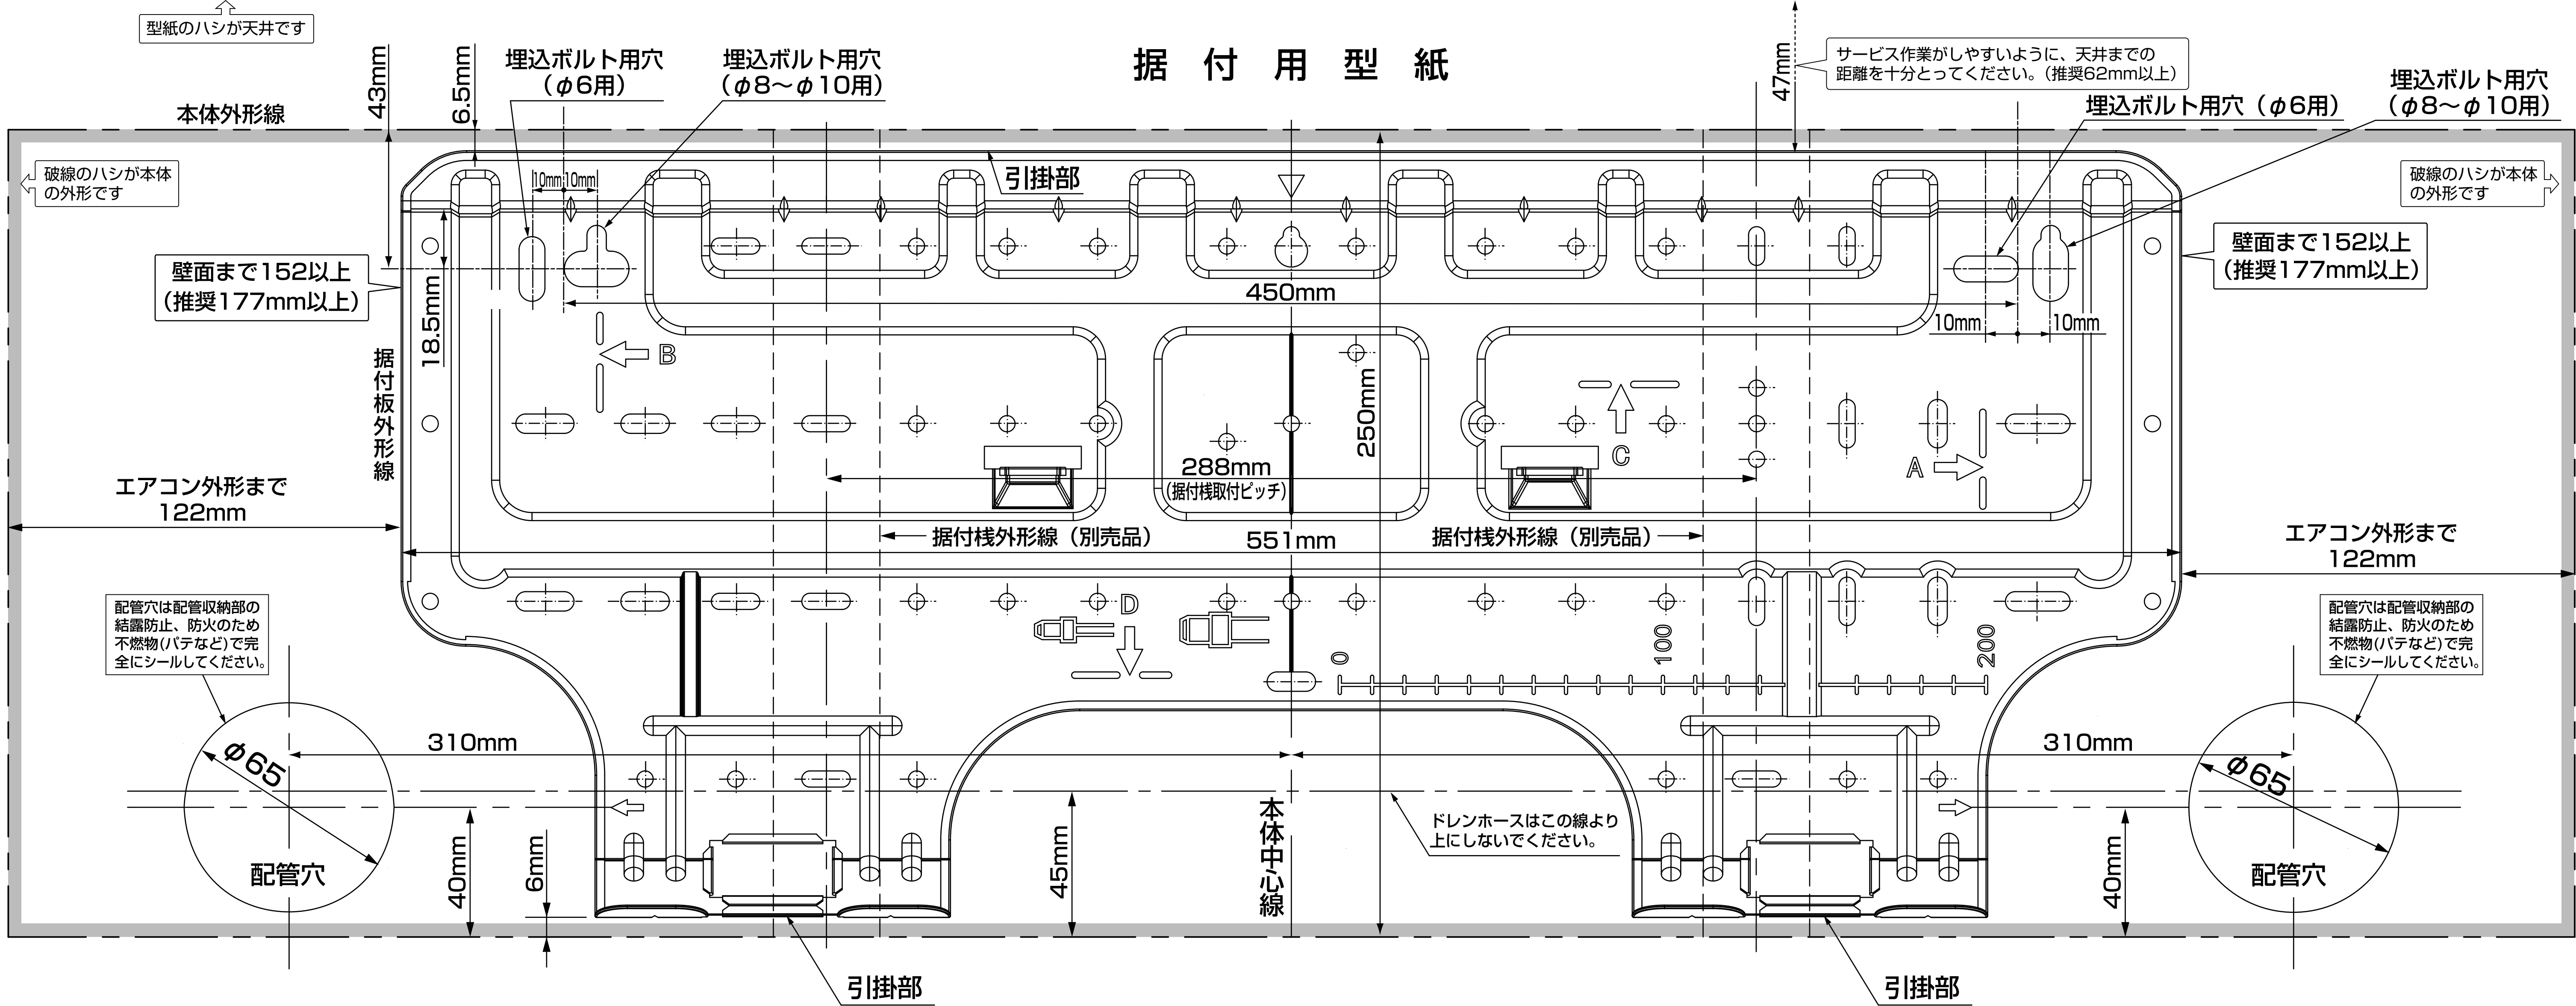 型紙のハシが天井です
据付用型紙
サービス作業がしやすいように、天井までの
距離を十分とってください。(推奨62mm以上)
47mm
43mm
6.5mm
埋込ボルト用穴
(φ6用)
埋込ボルト用穴
(φ8〜φ10用)
埋込ボルト用穴(φ6用)
埋込ボルト用穴
(φ8〜φ10用)
本体外形線
破線のハシが本体
の外形です
破線のハシが本体
の外形です
引掛部
10mm
10mm
壁面まで152以上
(推奨177mm以上)
壁面まで152以上
(推奨177mm以上)
18.5mm
450mm
10mm
10mm
B
据付板外形線
250mm
C
A
288mm
(据付桟取付ピッチ)
エアコン外形まで
122mm
据付桟外形線(別売品)
551mm
据付桟外形線(別売品)
エアコン外形まで
122mm
配管穴は配管収納部の
結露防止、防火のため
不燃物(パテなど)で完
全にシールしてください。
D
0
100
200
配管穴は配管収納部の
結露防止、防火のため
不燃物(パテなど)で完
全にシールしてください。
310mm
310mm
φ65
φ65
本体中心線
ドレンホースはこの線より
上にしないでください。
配管穴
40mm
6mm
45mm
40mm
配管穴
引掛部
引掛部